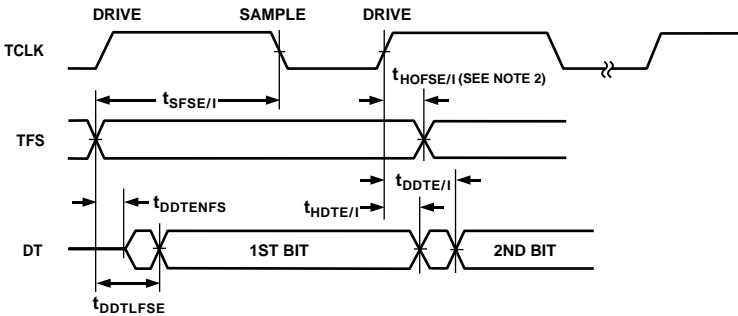 DRIVE SAMPLE DRIVE
TCLK
tHOFSE/I (SEE NOTE 2)
tSFSE/I
TFS
tDDTE/I
tDDTENFS
tHDTE/I
DT 1ST BIT 2ND BIT
tDDTLFSE